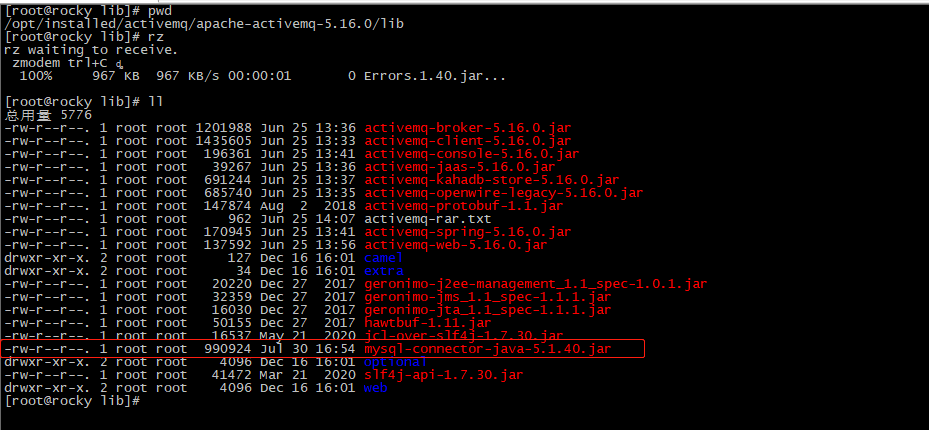 [root@rocky lib]# pwd
/opt/installed/activemq/apache-activemq-5.16.0/lib
[root@rocky lib]# rz
rz waiting to receive.
zmodem trl+C
100% 967 KB 967 KB/s 00:00:01 0 Errors.1.40.jar...
[root@rocky lib]# ll
总用量 5776
-rw-r--r--. 1 root root 1201988 Jun 25 13:36 activemq-broker-5.16.0.jar
-rw-r--r--. 1 root root 1435605 Jun 25 13:33 activemq-client-5.16.0.jar
-rw-r--r--. 1 root root 196361 Jun 25 13:41 activemq-console-5.16.0.jar
-rw-r--r--. 1 root root 39267 Jun 25 13:36 activemq-jaas-5.16.0.jar
-rw-r--r--. 1 root root 691244 Jun 25 13:37 activemq-kahadb-store-5.16.0.jar
-rw-r--r--. 1 root root 685740 Jun 25 13:35 activemq-openwire-legacy-5.16.0.jar
-rw-r--r--. 1 root root 147874 Aug 2 2018 activemq-protobuf-1.1.jar
-rw-r--r--. 1 root root 962 Jun 25 14:07 activemq-rar.txt
-rw-r--r--. 1 root root 170945 Jun 25 13:41 activemq-spring-5.16.0.jar
-rw-r--r--. 1 root root 137592 Jun 25 13:56 activemq-web-5.16.0.jar
drwxr-xr-x. 2 root root 127 Dec 16 16:01 camel
drwxr-xr-x. 2 root root 34 Dec 16 16:01 extra
-rw-r--r--. 1 root root 20220 Dec 27 2017 geronimo-j2ee-management_1.1_spec-1.0.1.jar
-rw-r--r--. 1 root root 32359 Dec 27 2017 geronimo-jms_1.1_spec-1.1.1.jar
-rw-r--r--. 1 root root 16030 Dec 27 2017 geronimo-jta_1.1_spec-1.1.1.jar
-rw-r--r--. 1 root root 50155 Dec 27 2017 hawtbuf-1.11.jar
-rw-r--r--. 1 root root 16537 May 21 2020 jcl-over-slf4j-1.7.30.jar
-rw-r--r--. 1 root root 990924 Jul 30 16:54 mysql-connector-java-5.1.40.jar
drwxr-xr-x. 2 root root 4096 Dec 16 16:01 optional
-rw-r--r--. 1 root root 41472 Mar 21 2020 slf4j-api-1.7.30.jar
drwxr-xr-x. 2 root root 4096 Dec 16 16:01 web
[root@rocky lib]#